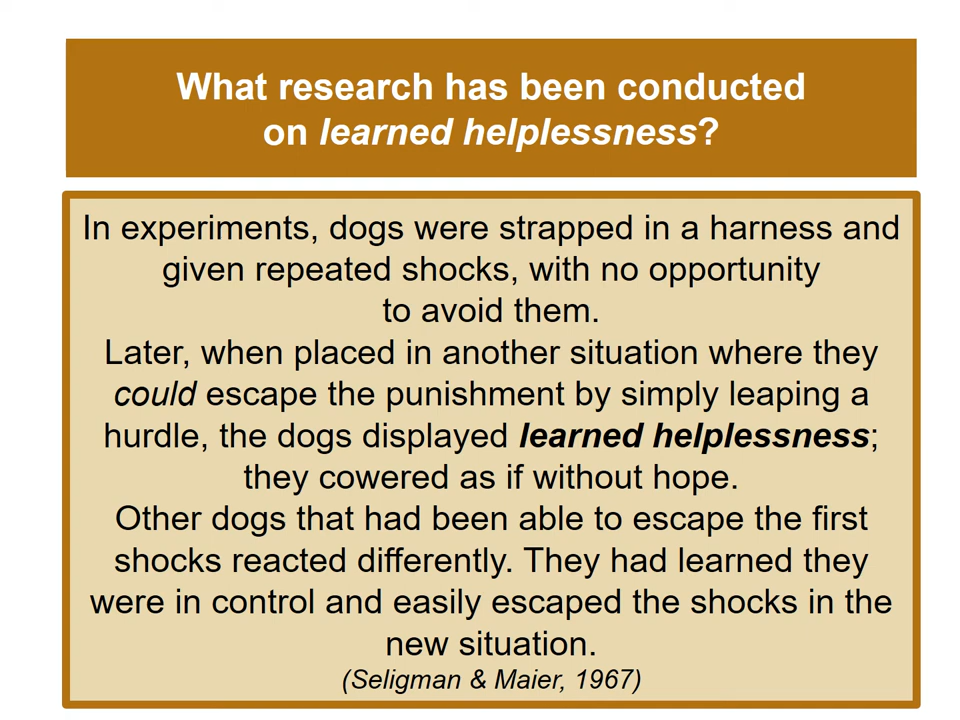 What research has been conducted
on learned helplessness?
In experiments, dogs were strapped in a harness and
given repeated shocks, with no opportunity
to avoid them.
Later, when placed in another situation where they
could escape the punishment by simply leaping a
hurdle, the dogs displayed learned helplessness;
they cowered as if without hope.
Other dogs that had been able to escape the first
shocks reacted differently. They had learned they
were in control and easily escaped the shocks in the
new situation.
(Seligman & Maier, 1967)